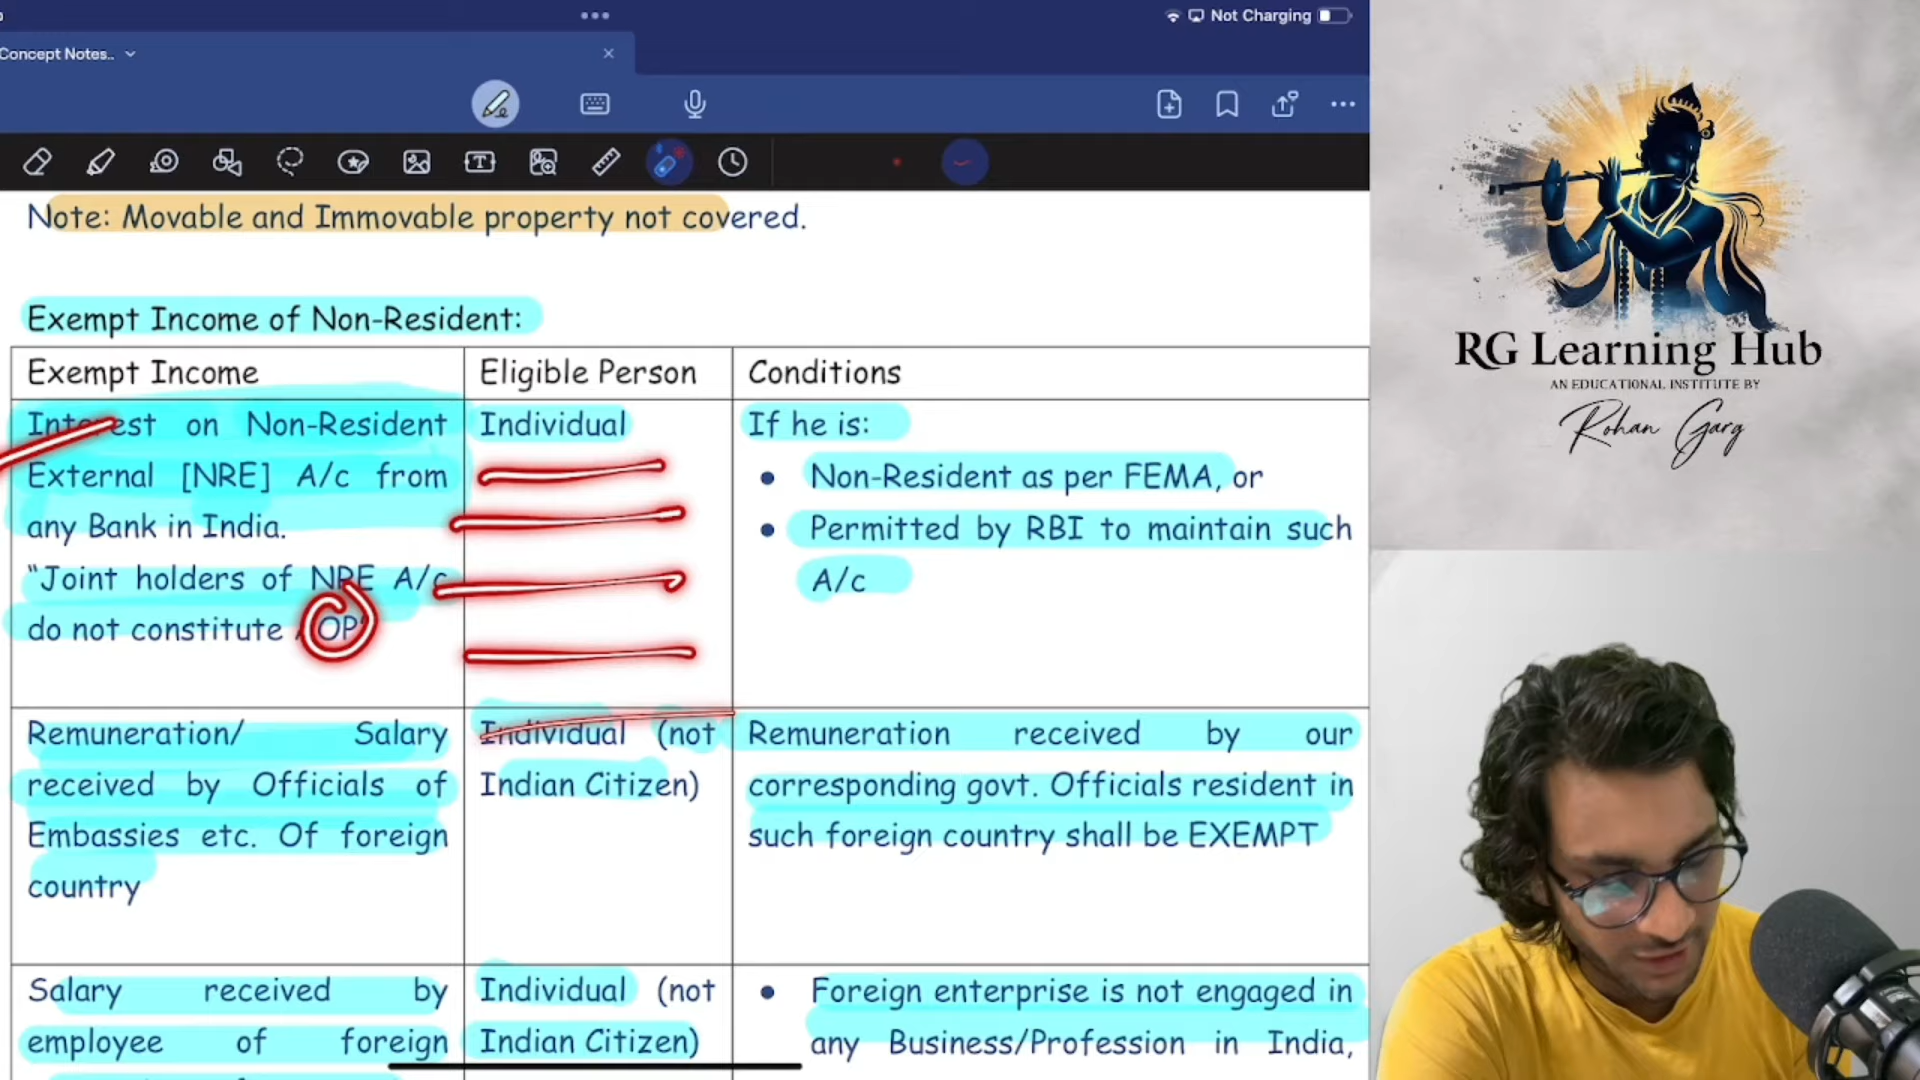 Not Charging
Concept Notes..
Note: Movable and Immovable property not covered.
Exempt Income of Non-Resident:
Exempt Income
Eligible Person
Conditions
Interest on Non-Resident
External [NRE] A/c from
any Bank in India.
"Joint holders of NRE A/c
do not constitute
Individual
If he is:
• Non-Resident as per FEMA, or
• Permitted by RBI to maintain such
A/c
Remuneration/ Salary
received by Officials of
Embassies etc. Of foreign
country
Individual (not
Indian Citizen)
Remuneration received by our
corresponding govt. Officials resident in
such foreign country shall be EXEMPT
Salary received by
employee of foreign
Individual (not
Indian Citizen)
• Foreign enterprise is not engaged in
any Business/Profession in India,
RG Learning Hub
AN EDUCATIONAL INSTITUTE BY
Rohan Garg